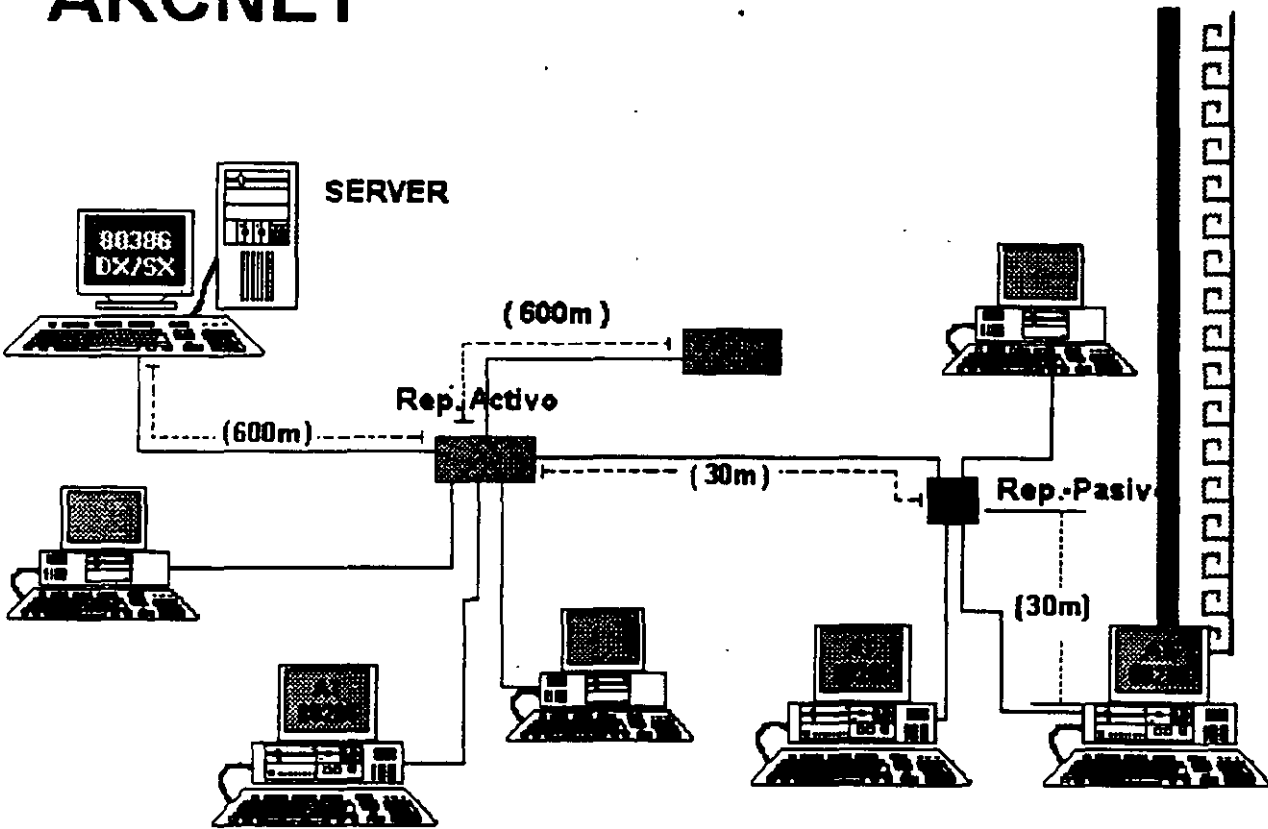 ARCNET
SERVER
80386
DX/SX
(600m)
Rep. Activo
(600m)
(30m)
Rep.-Pasiv
(30m)